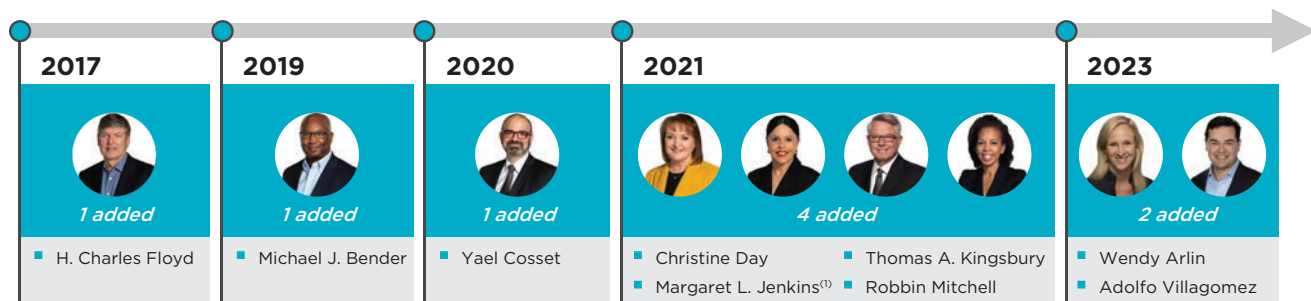 2017
1 added
H. Charles Floyd
2019
1 added
Michael J. Bender
2020
1 added
Yael Cosset
2021
4 added
Christine Day
Margaret L. Jenkins(1)
Thomas A. Kingsbury
Robbin Mitchell
2023
2 added
Wendy Arlin
Adolfo Villagomez